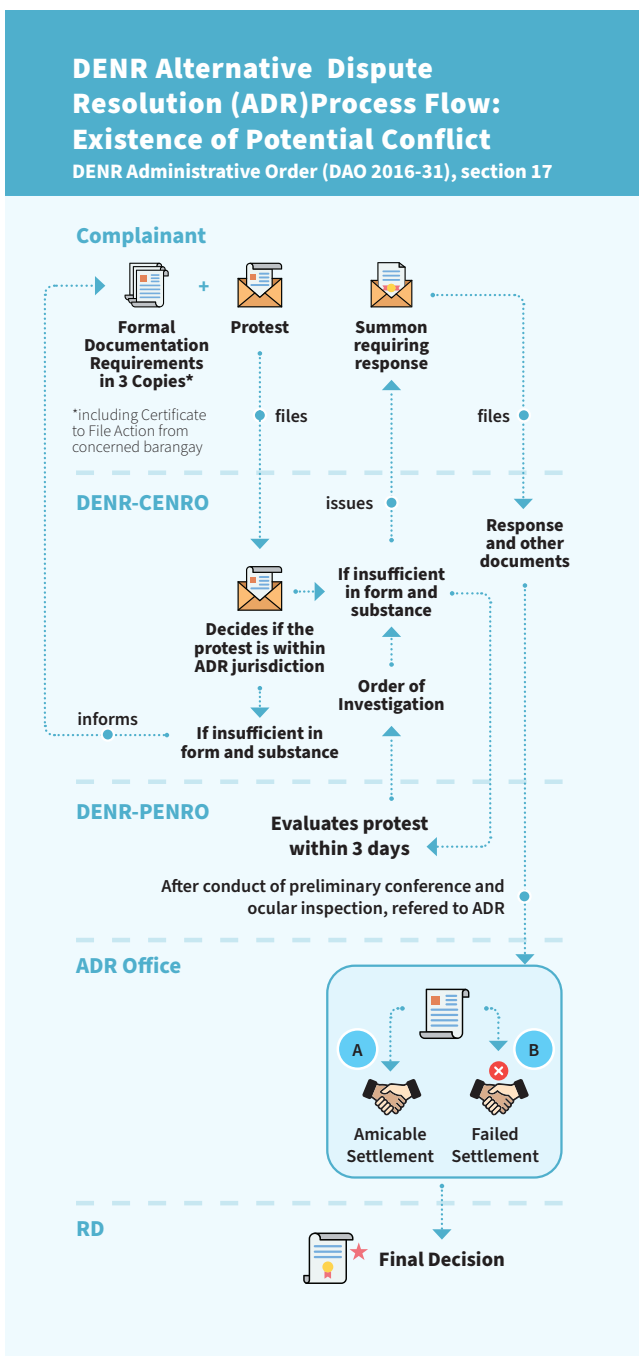 DENR Alternative Dispute
Resolution (ADR)Process Flow:
Existence of Potential Conflict
DENR Administrative Order (DAO 2016-31), section 17
Complainant
+
Formal
Documentation
Requirements
in 3 Copies*
Protest
Summon
requiring
response
*including Certificate
to File Action from
concerned barangay
files
files
DENR-CENRO
issues
Response
and other
documents
If insufficient
in form and
substance
Decides if the
protest is within
ADR jurisdiction
Order of
Investigation
informs
If insufficient in
form and substance
DENR-PENRO
Evaluates protest
within 3 days
After conduct of preliminary conference and
ocular inspection, refered to ADR
ADR Office
A
B
Amicable
Settlement
Failed
Settlement
RD
Final Decision